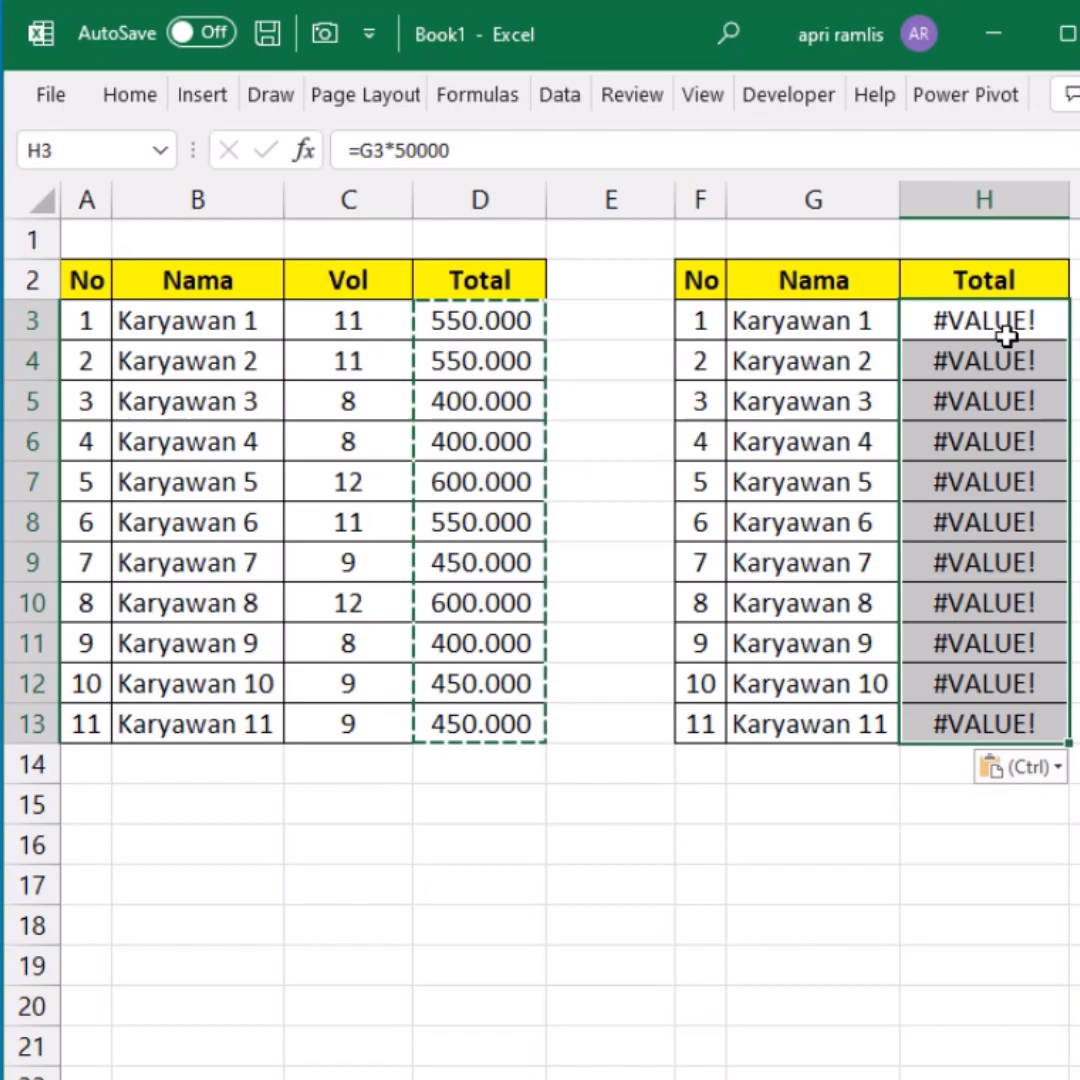 AutoSave Off Book1 - Excel apri ramlis AR
File Home Insert Draw Page Layout Formulas Data Review View Developer Help Power Pivot
H3 fx =G3*50000
A B C D E F G H
1
2 No Nama Vol Total No Nama Total
3 1 Karyawan 1 11 550.000 1 Karyawan 1 #VALUE!
4 2 Karyawan 2 11 550.000 2 Karyawan 2 #VALUE!
5 3 Karyawan 3 8 400.000 3 Karyawan 3 #VALUE!
6 4 Karyawan 4 8 400.000 4 Karyawan 4 #VALUE!
7 5 Karyawan 5 12 600.000 5 Karyawan 5 #VALUE!
8 6 Karyawan 6 11 550.000 6 Karyawan 6 #VALUE!
9 7 Karyawan 7 9 450.000 7 Karyawan 7 #VALUE!
10 8 Karyawan 8 12 600.000 8 Karyawan 8 #VALUE!
11 9 Karyawan 9 8 400.000 9 Karyawan 9 #VALUE!
12 10 Karyawan 10 9 450.000 10 Karyawan 10 #VALUE!
13 11 Karyawan 11 9 450.000 11 Karyawan 11 #VALUE!
14 (Ctrl)
15
16
17
18
19
20
21